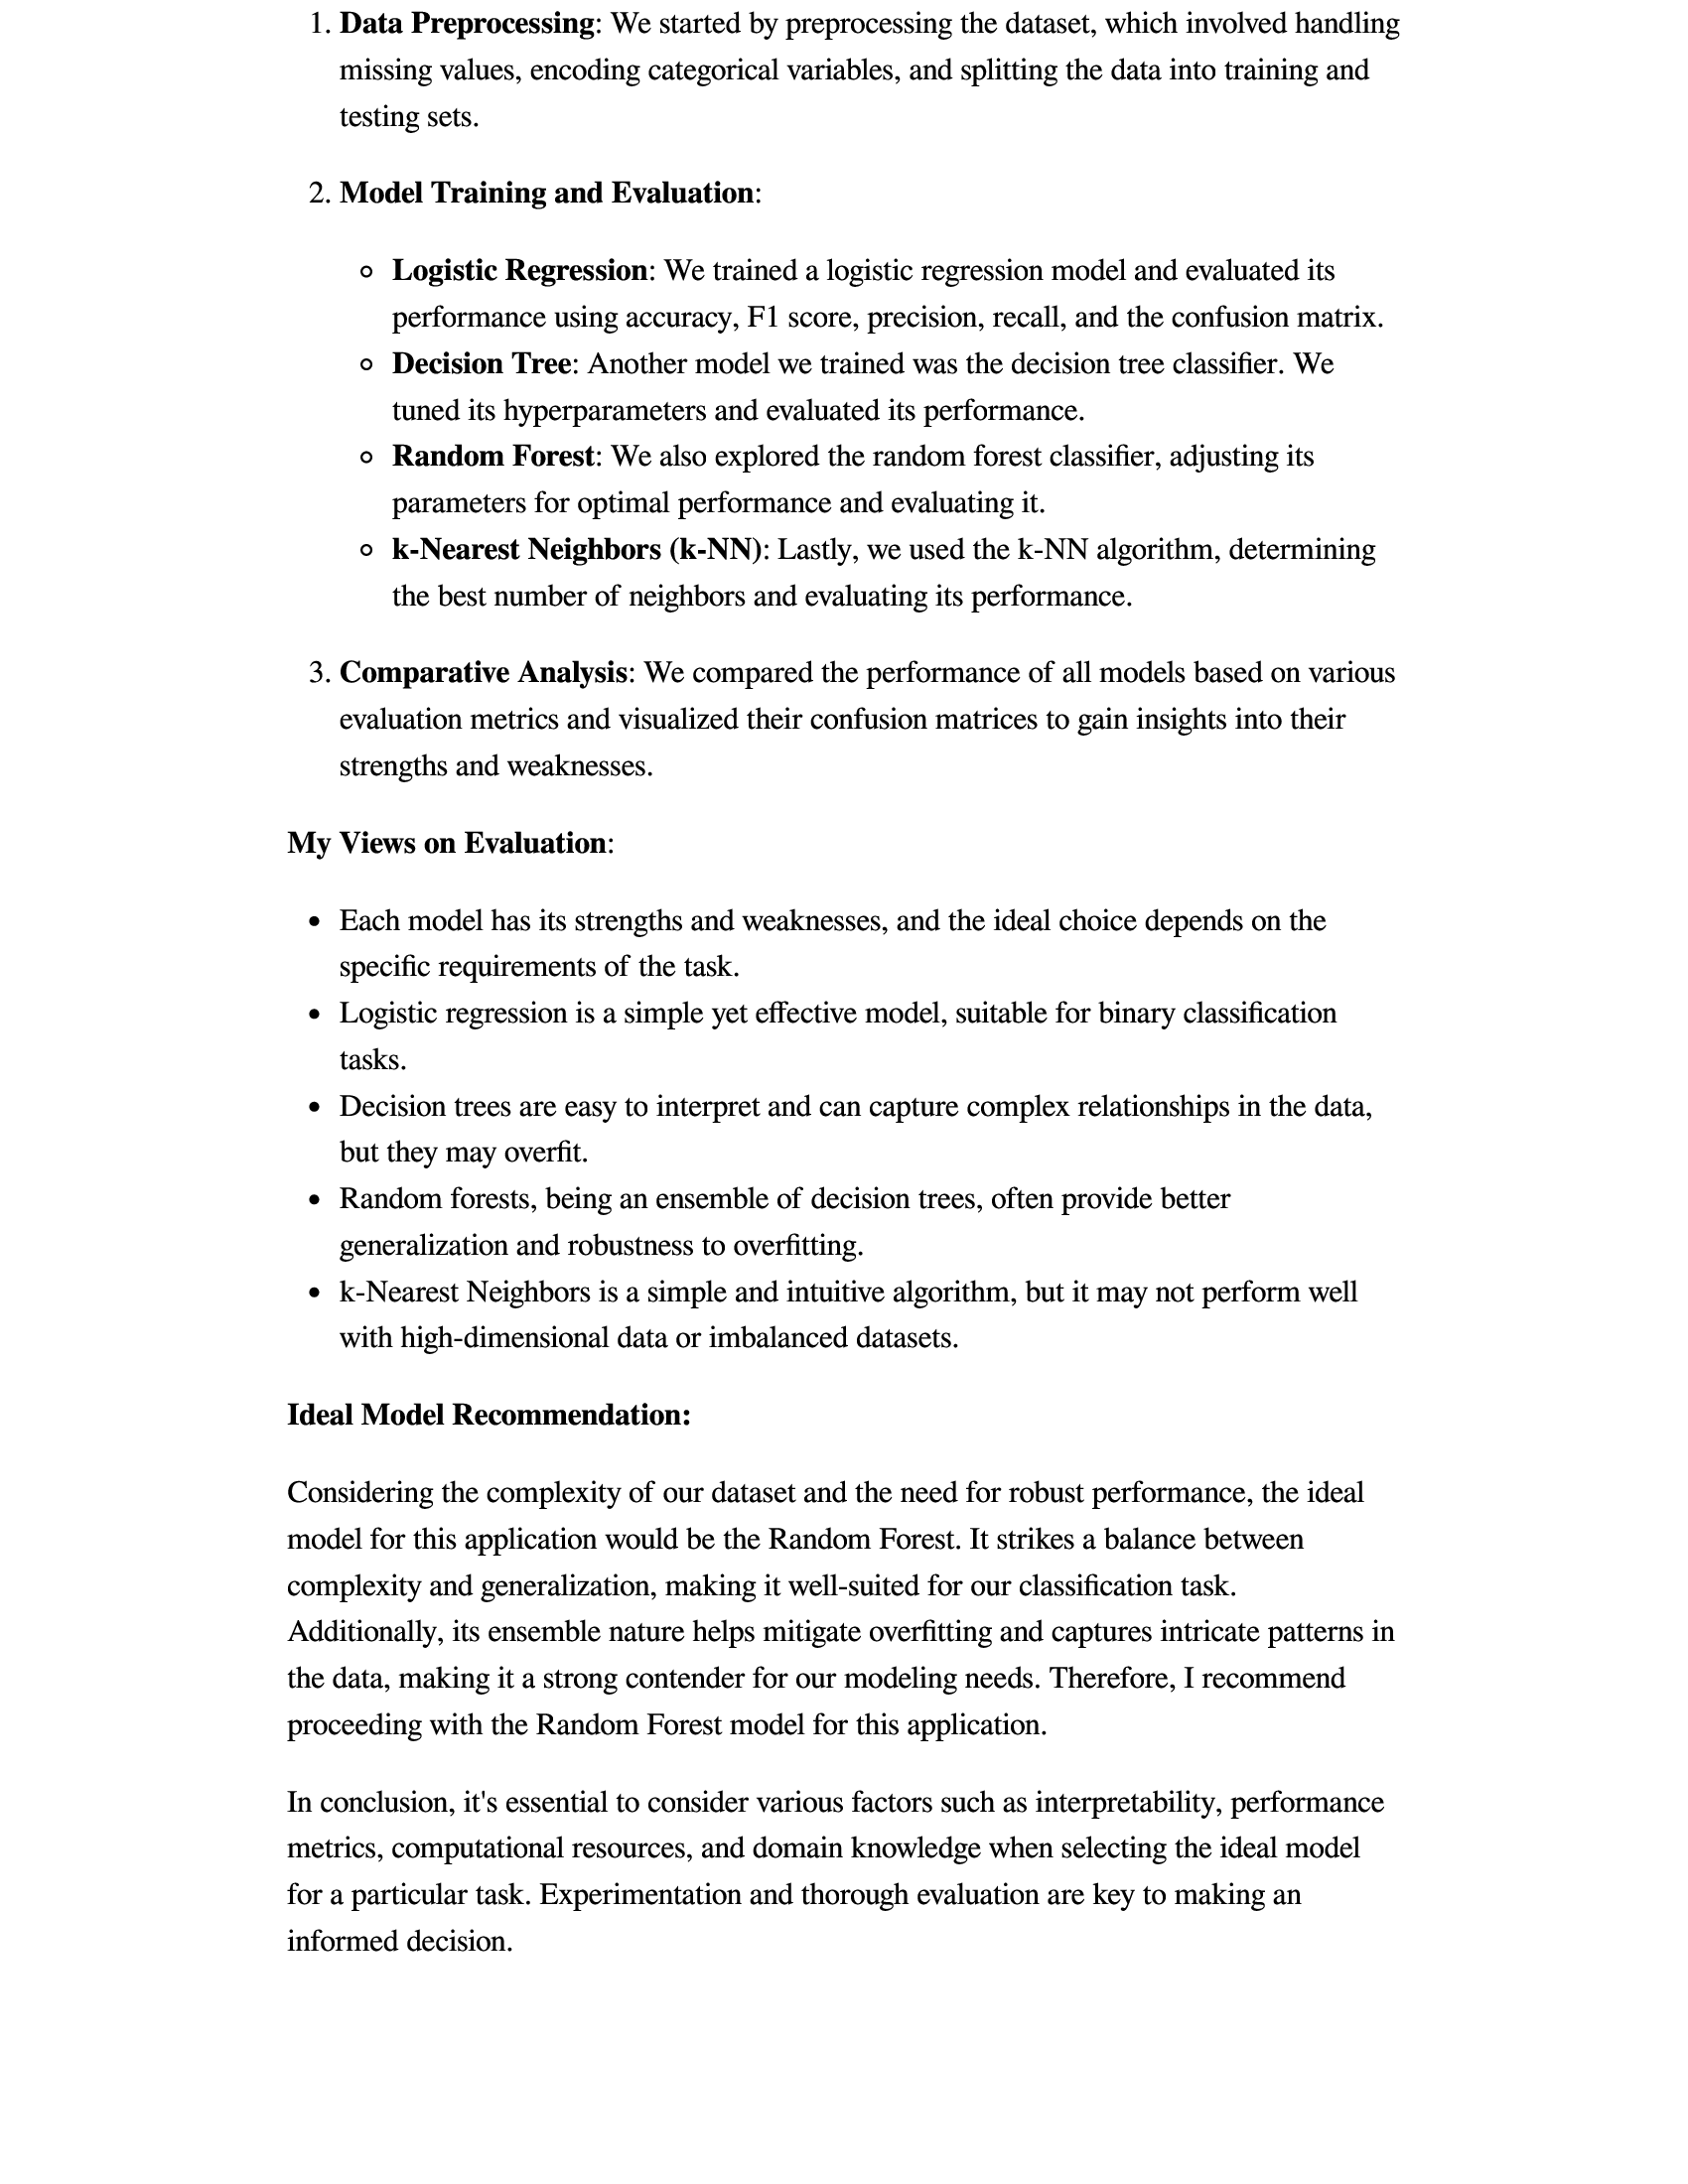 1. Data Preprocessing: We started by preprocessing the dataset, which involved handling
missing values, encoding categorical variables, and splitting the data into training and
testing sets.
2. Model Training and Evaluation:
Logistic Regression: We trained a logistic regression model and evaluated its
performance using accuracy, F1 score, precision, recall, and the confusion matrix.
Decision Tree: Another model we trained was the decision tree classifier. We
tuned its hyperparameters and evaluated its performance.
Random Forest: We also explored the random forest classifier, adjusting its
parameters for optimal performance and evaluating it.
k-Nearest Neighbors (k-NN): Lastly, we used the k-NN algorithm, determining
the best number of neighbors and evaluating its performance.
3. Comparative Analysis: We compared the performance of all models based on various
evaluation metrics and visualized their confusion matrices to gain insights into their
strengths and weaknesses.
My Views on Evaluation:
Each model has its strengths and weaknesses, and the ideal choice depends on the
specific requirements of the task.
Logistic regression is a simple yet effective model, suitable for binary classification
tasks.
Decision trees are easy to interpret and can capture complex relationships in the data,
but they may overfit.
Random forests, being an ensemble of decision trees, often provide better
generalization and robustness to overfitting.
k-Nearest Neighbors is a simple and intuitive algorithm, but it may not perform well
with high-dimensional data or imbalanced datasets.
Ideal Model Recommendation:
Considering the complexity of our dataset and the need for robust performance, the ideal
model for this application would be the Random Forest. It strikes a balance between
complexity and generalization, making it well-suited for our classification task.
Additionally, its ensemble nature helps mitigate overfitting and captures intricate patterns in
the data, making it a strong contender for our modeling needs. Therefore, I recommend
proceeding with the Random Forest model for this application.
In conclusion, it's essential to consider various factors such as interpretability, performance
metrics, computational resources, and domain knowledge when selecting the ideal model
for a particular task. Experimentation and thorough evaluation are key to making an
informed decision.